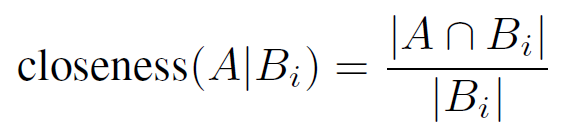 closeness(A|B_i) = |A ∩ B_i| / |B_i|